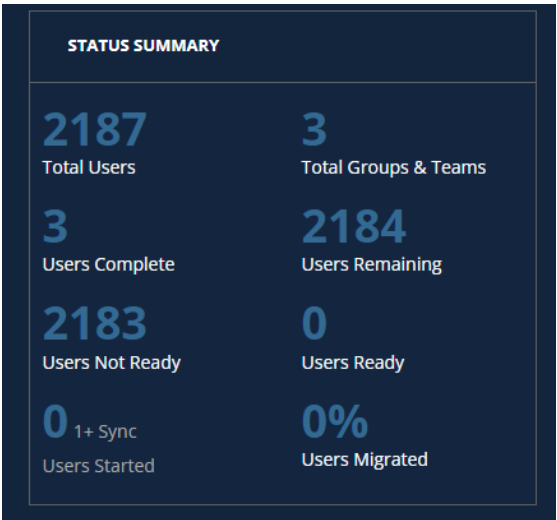 STATUS SUMMARY
2187 3
Total Users Total Groups & Teams
3 2184
Users Complete Users Remaining
2183 0
Users Not Ready Users Ready
0 1+ Sync 0%
Users Started Users Migrated